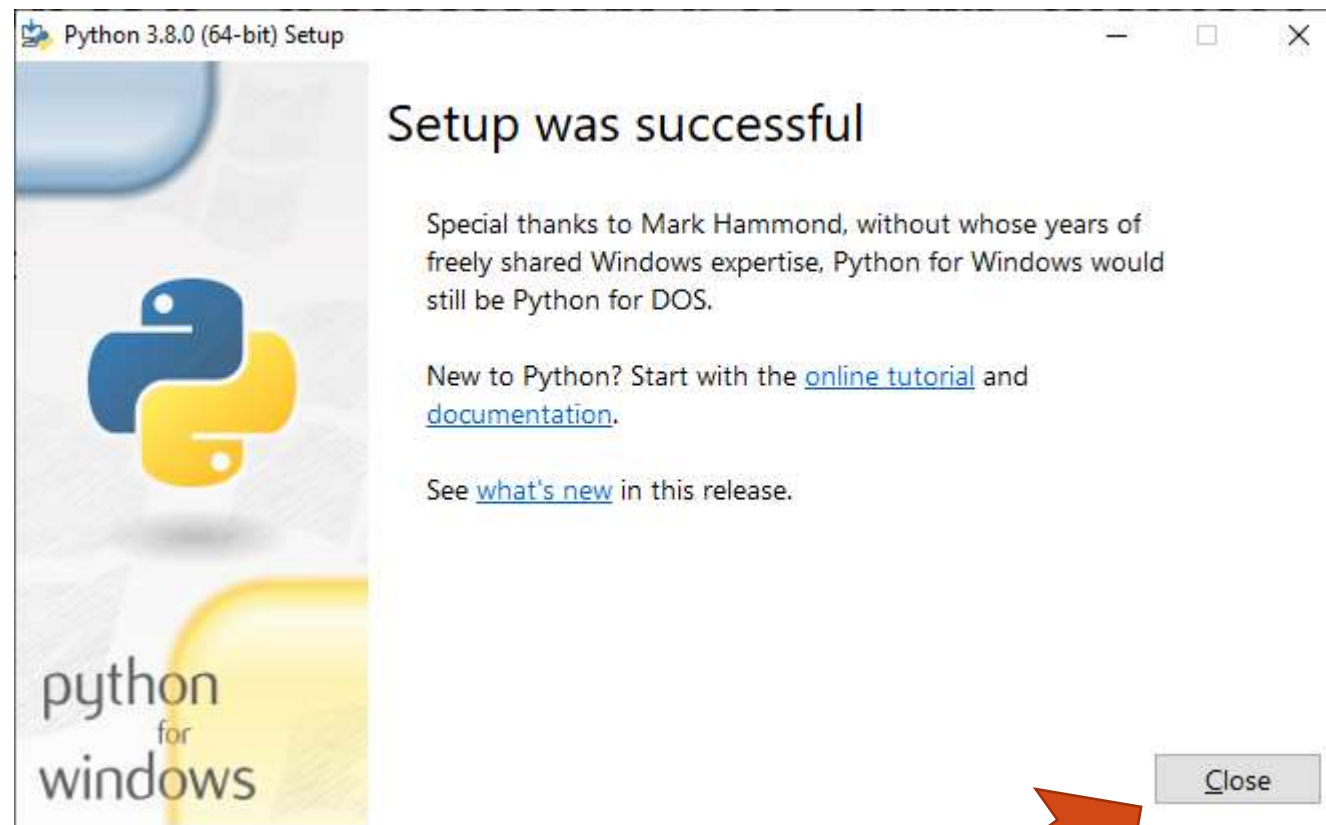 Python 3.8.0 (64-bit) Setup
Setup was successful
Special thanks to Mark Hammond, without whose years of
freely shared Windows expertise, Python for Windows would
still be Python for DOS.
New to Python? Start with the online tutorial and
documentation.
See what's new in this release.
python
for
windows
Close